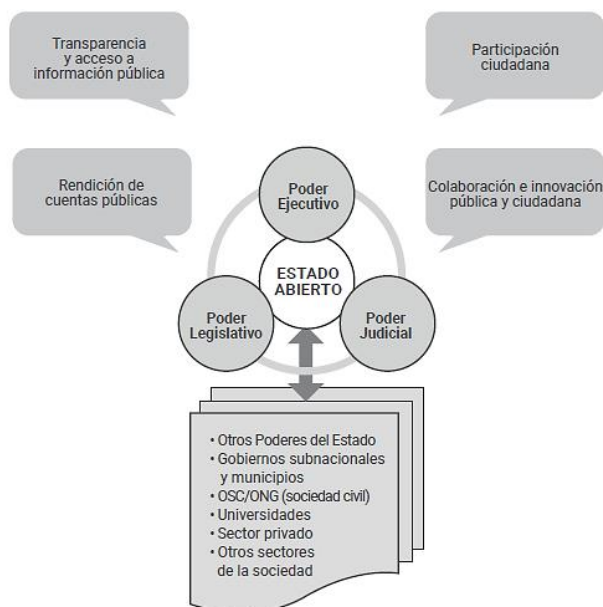 Transparencia
y acceso a
información pública
Participación
ciudadana
Rendición de
cuentas públicas
Colaboración e innovación
pública y ciudadana
Poder
Ejecutivo
ESTADO
ABIERTO
Poder
Legislativo
Poder
Judicial
• Otros Poderes del Estado
• Gobiernos subnacionales
y municipios
• OSC/ONG (sociedad civil)
• Universidades
• Sector privado
• Otros sectores
de la sociedad